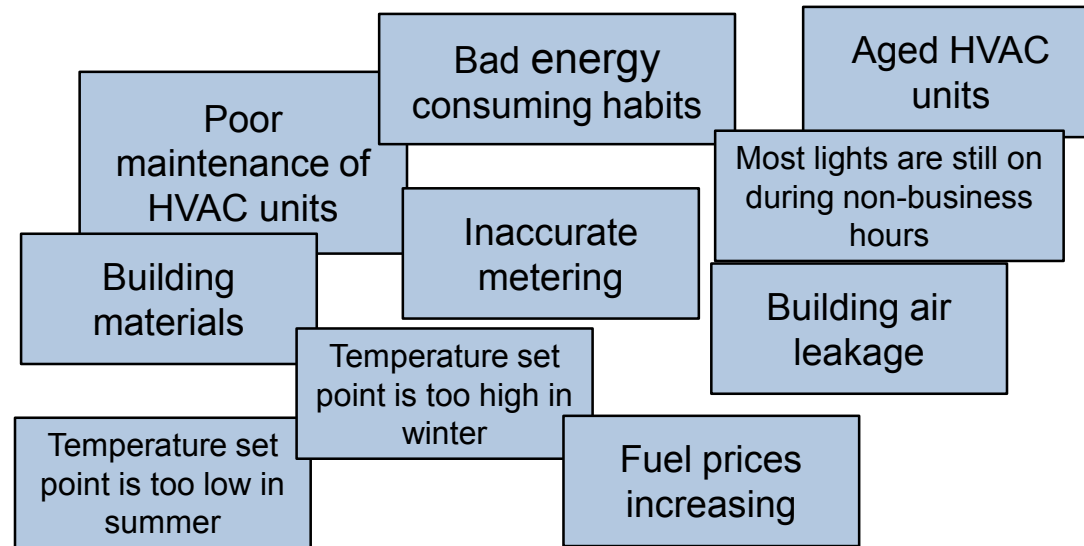 Bad energy
consuming habits
Aged HVAC
units
Poor
maintenance of
HVAC units
Most lights are still on
during non-business
hours
Inaccurate
metering
Building
materials
Building air
leakage
Temperature set
point is too high in
winter
Temperature set
point is too low in
summer
Fuel prices
increasing